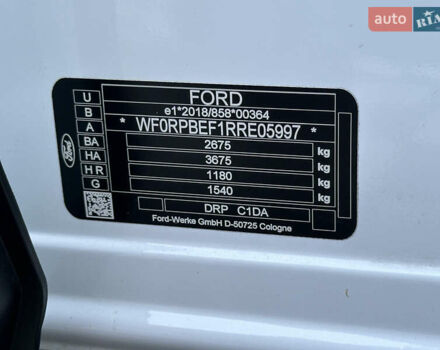 AUTO
RIA
U FORD
B e1*2018/858*00364
A * WF0RPBEF1RRE05997 *
BA 2675 kg
HA 3675 kg
H R 1180 kg
G 1540 kg
Ford
DRP C1DA
Ford-Werke GmbH D-50725 Cologne